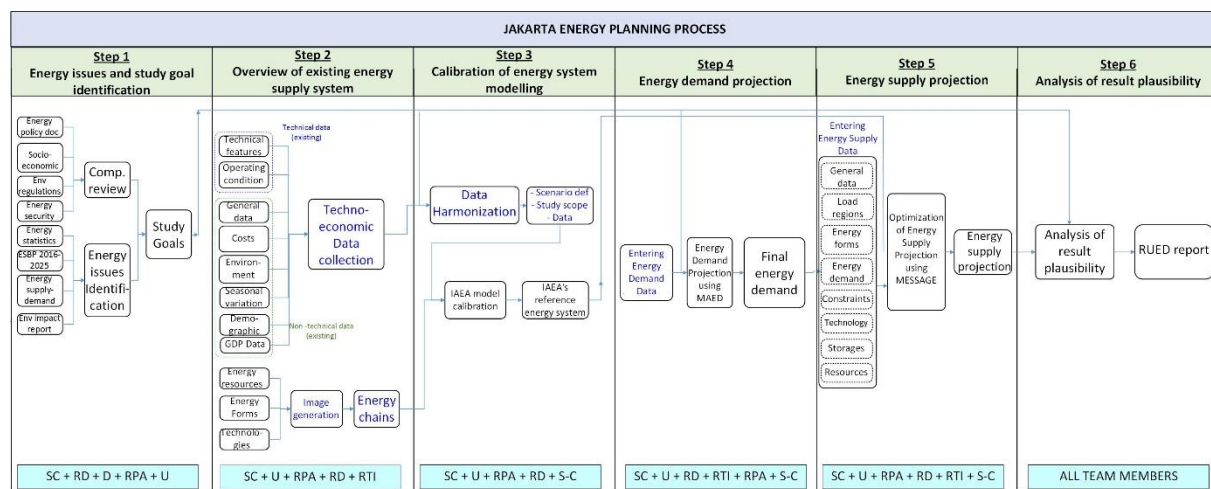 JAKARTA ENERGY PLANNING PROCESS
Step 1
Energy issues and study goal
identification
Energy
policy doc
Socio-
economic
Env
regulations
Energy
security
Energy
statistics
ESBP 2016-
2025
Energy
supply-
demand
Env impact
report
Comp.
review
Energy
issues
Identifi-
cation
Study
Goals
SC + RD + D + RPA + U
Step 2
Overview of existing energy
supply system
Technical data
(existing)
Technical
features
Operating
condition
General
data
Costs
Environ-
ment
Seasonal
variation
Demo-
graphic
GDP Data
Non -technical data
(existing)
Techno-
economic
Data
collection
Energy
resources
Energy
Forms
Technolo-
gies
Image
generation
Energy
chains
SC + U + RPA + RD + RTI
Step 3
Calibration of energy system
modelling
Data
Harmonization
- Scenario def
- Study scope
- Data
IAEA model
calibration
IAEA's
reference
energy system
SC + U + RPA + RD + S-C
Step 4
Energy demand projection
Entering
Energy
Demand
Data
Energy
Demand
Projection
using
MAED
Final
energy
demand
SC + U + RD + RTI + RPA + S-C
Step 5
Energy supply projection
Entering
Energy Supply
Data
General
data
Load
regions
Energy
forms
Energy
demand
Constraints
Technology
Storages
Resources
Optimization
of Energy
Supply
Projection
using
MESSAGE
Energy
supply
projection
SC + U + RPA + RD + RTI + S-C
Step 6
Analysis of result plausibility
Analysis of
result
plausibility
RUED report
ALL TEAM MEMBERS